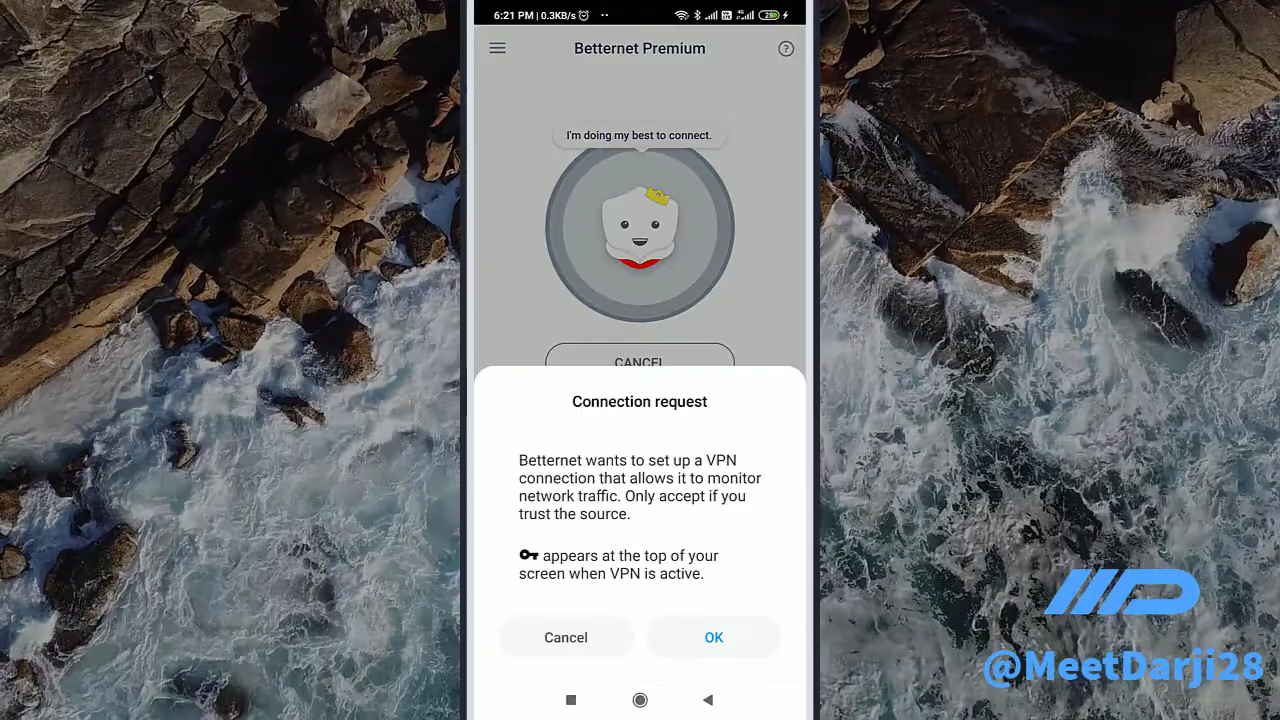 6:21 PM | 0.3KB/s
4G
28
Betternet Premium
?
I'm doing my best to connect.
CANCEL
Connection request
Betternet wants to set up a VPN
connection that allows it to monitor
network traffic. Only accept if you
trust the source.
appears at the top of your
screen when VPN is active.
Cancel
OK
@MeetDarji28